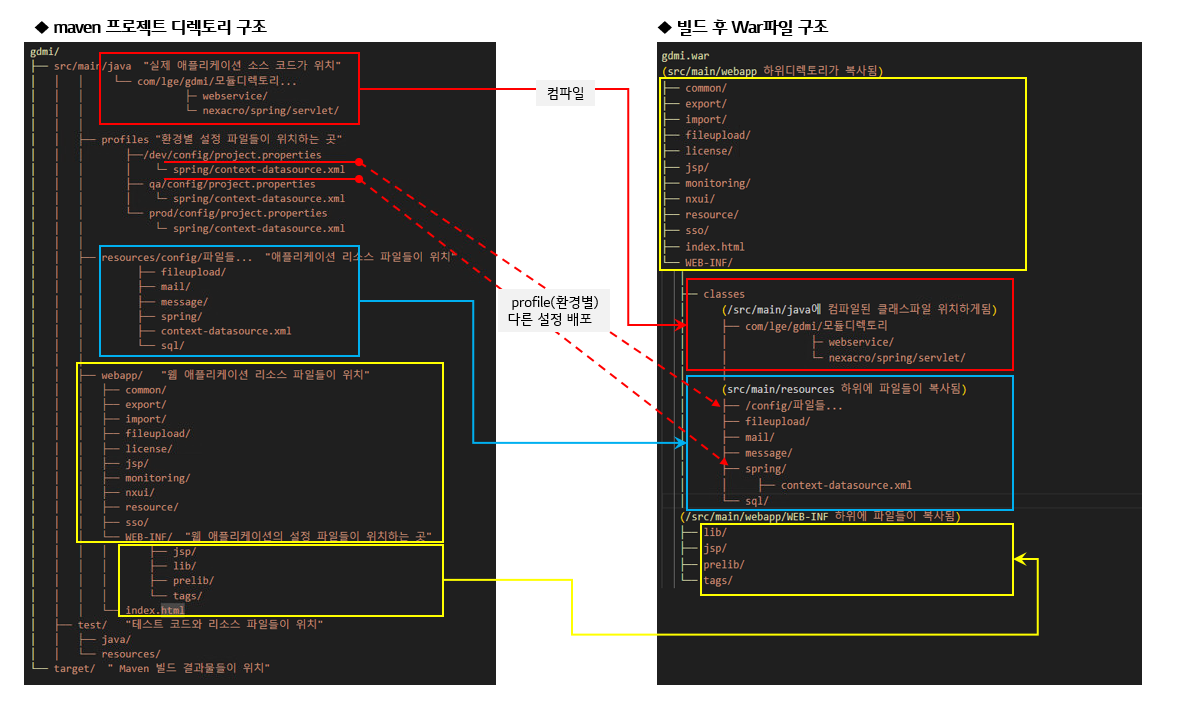 ◆ maven 프로젝트 디렉토리 구조
gdmi/
src/main/java "실제 애플리케이션 소스 코드가 위치"
com/lge/gdmi/모듈디렉토리...
webservice/
nexacro/spring/servlet/
profiles "환경별 설정 파일들이 위치하는 곳"
/dev/config/project.properties
spring/context-datasource.xml
qa/config/project.properties
spring/context-datasource.xml
prod/config/project.properties
spring/context-datasource.xml
resources/config/파일들... "애플리케이션 리소스 파일들이 위치"
fileupload/
mail/
message/
spring/
context-datasource.xml
sql/
webapp/ "웹 애플리케이션 리소스 파일들이 위치"
common/
export/
import/
fileupload/
license/
jsp/
monitoring/
nxui/
resource/
sso/
WEB-INF/ "웹 애플리케이션의 설정 파일들이 위치하는 곳"
jsp/
lib/
prelib/
tags/
index.html
test/ "테스트 코드와 리소스 파일들이 위치"
java/
resources/
target/ " Maven 빌드 결과물들이 위치"
컴파일
profile(환경별)
다른 설정 배포
◆ 빌드 후 War파일 구조
gdmi.war
(src/main/webapp 하위디렉토리가 복사됨)
common/
export/
import/
fileupload/
license/
jsp/
monitoring/
nxui/
resource/
sso/
index.html
WEB-INF/
classes
(/src/main/java에 컴파일된 클래스파일 위치하게됨)
com/lge/gdmi/모듈디렉토리
webservice/
nexacro/spring/servlet/
(src/main/resources 하위에 파일들이 복사됨)
/config/파일들...
fileupload/
mail/
message/
spring/
context-datasource.xml
sql/
(/src/main/webapp/WEB-INF 하위에 파일들이 복사됨)
lib/
jsp/
prelib/
tags/